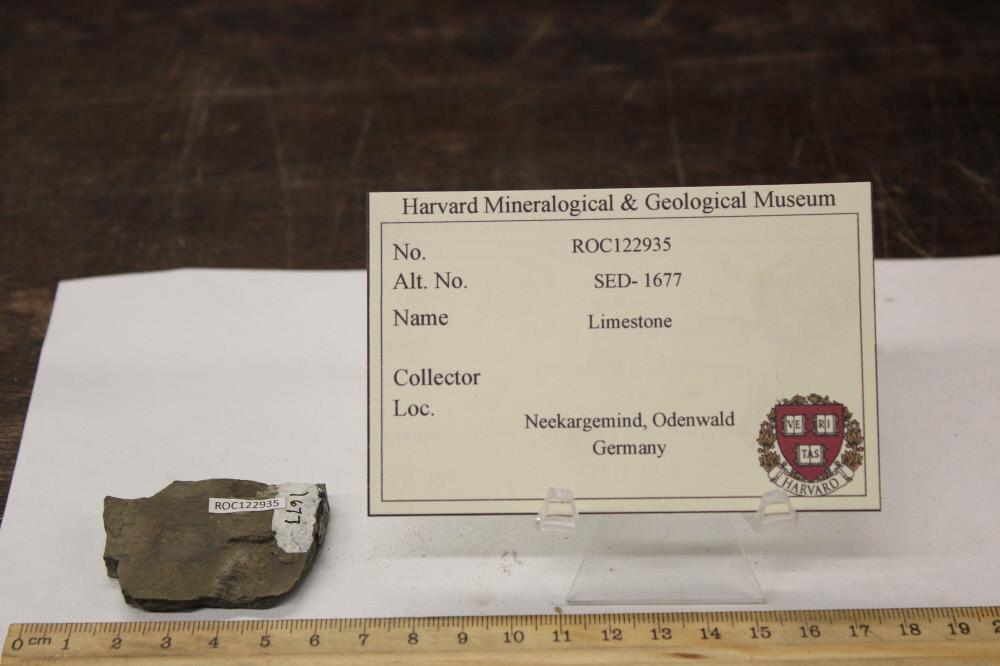 Harvard Mineralogical & Geological Museum
No. ROC122935
Alt. No. SED- 1677
Name Limestone
Collector
Loc.
Neekargemind, Odenwald
Germany
VE RI
TAS
HARVARD
ROC122935
1677
0 cm 1 2 3 4 5 6 7 8 9 10 11 12 13 14 15 16 17 18 19